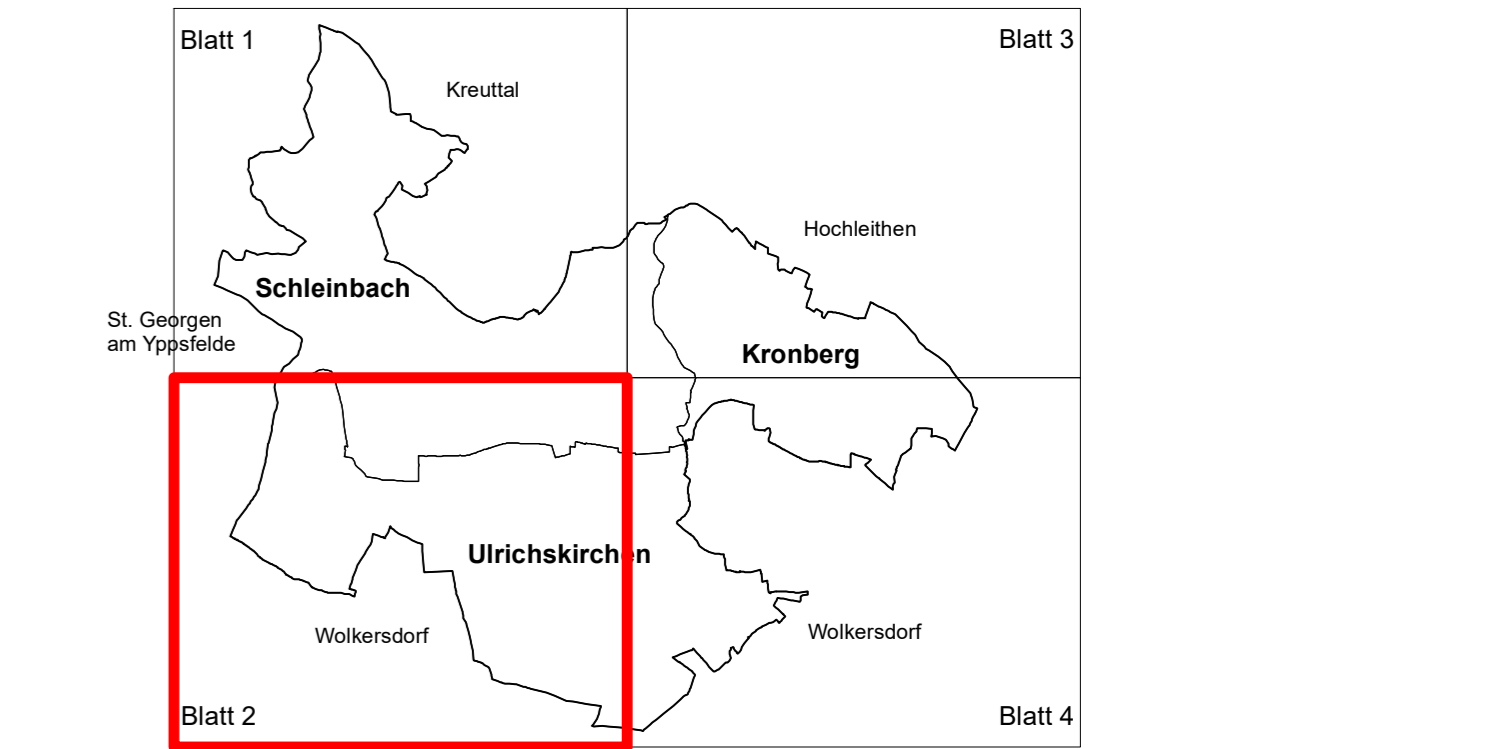 Blatt 1
Blatt 3
Kreuttal
Hochleithen
Schleinbach
St. Georgen
am Yppsfelde
Kronberg
Ulrichskirchen
Wolkersdorf
Wolkersdorf
Blatt 2
Blatt 4